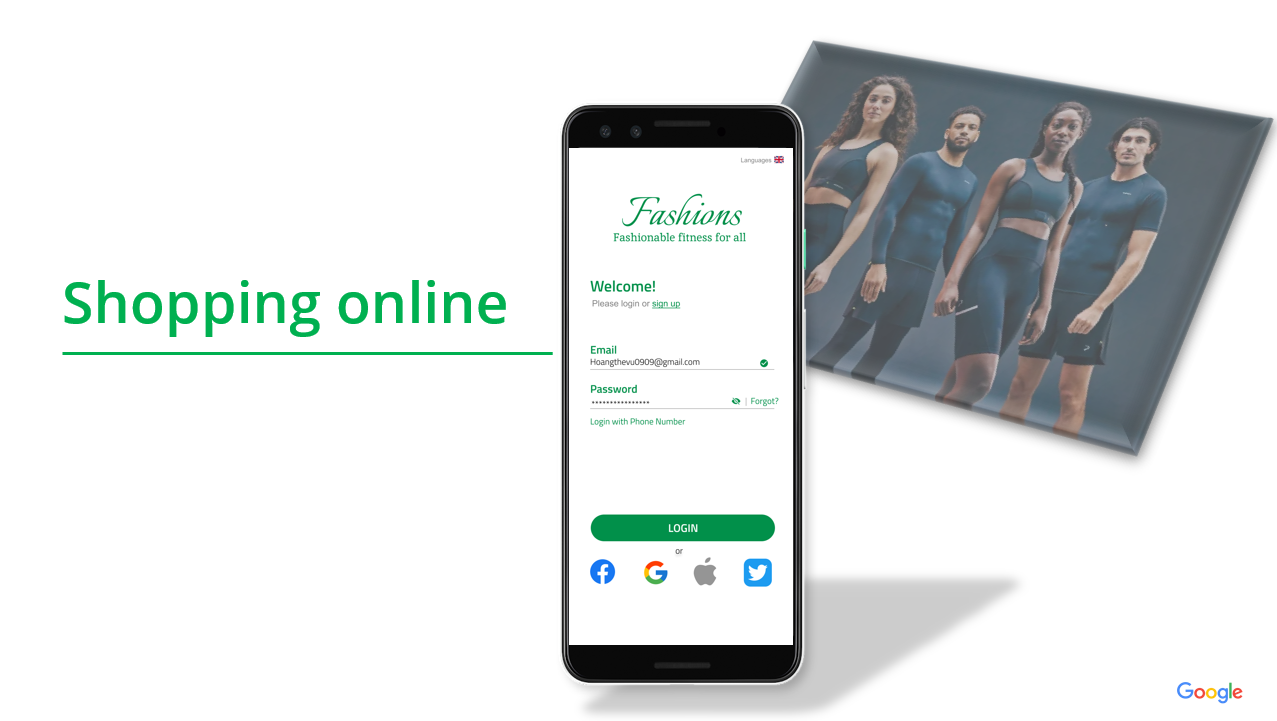 Shopping online
Languages
Fashions
Fashionable fitness for all
Welcome!
Please login or sign up
Email
Hoangthevu0909@gmail.com
Password
•••••••••••••••• | Forgot?
Login with Phone Number
LOGIN
or
Google